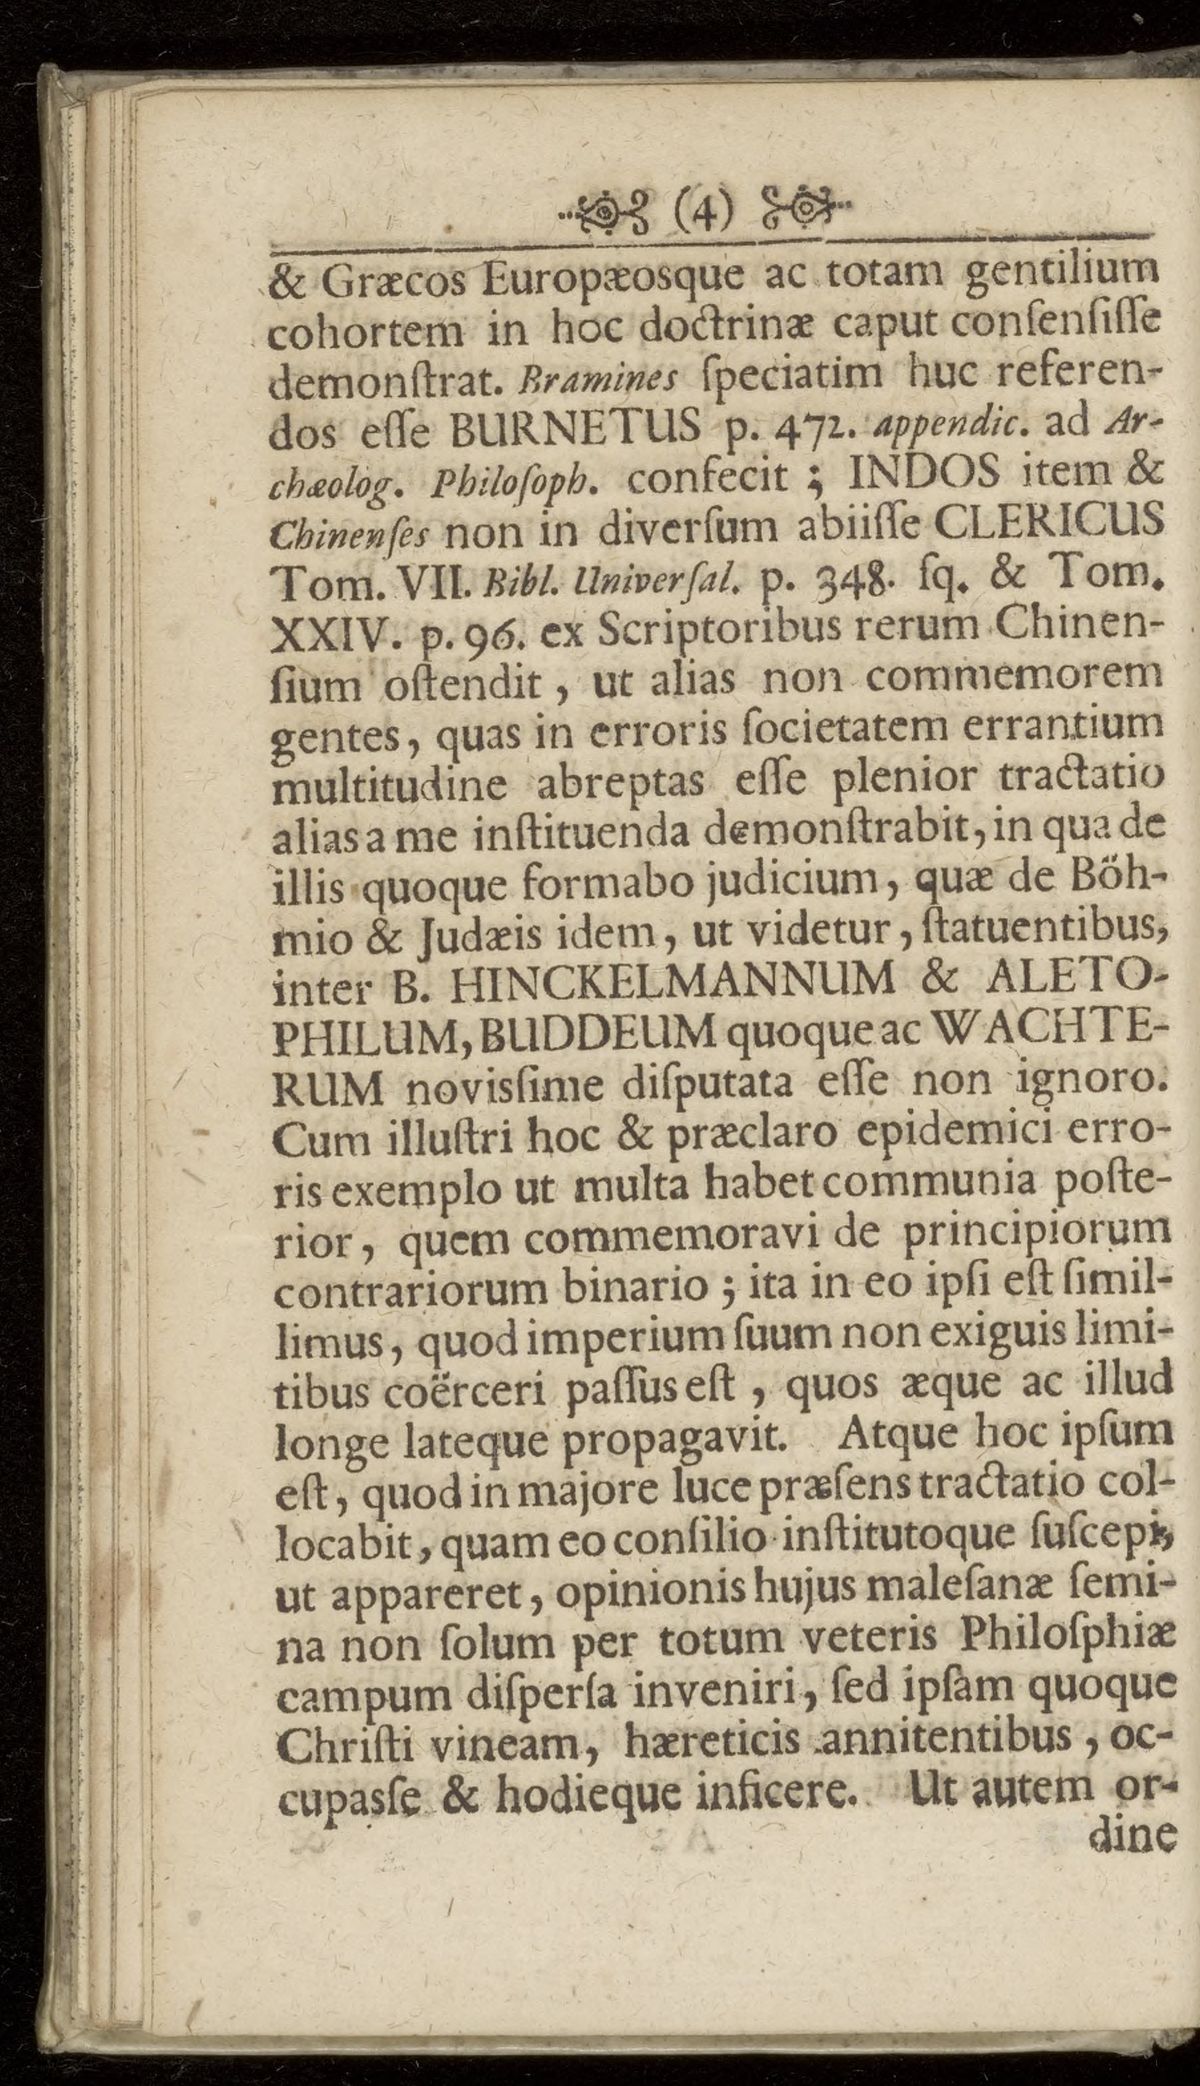 (4)
& Græcos Europæosque ac totam gentilium
cohortem in hoc doctrinæ caput conſenſiſſe
demonſtrat. Bramines ſpeciatim huc referen-
dos eſſe BURNETUS p. 472. appendic. ad Ar-
chæolog. Philoſoph. confecit ; INDOS item &
Chinenſes non in diverſum abiiſſe CLERICUS
Tom. VII. Bibl. Univerſal. p. 348. ſq. & Tom.
XXIV. p. 96. ex Scriptoribus rerum Chinen-
ſium oſtendit , ut alias non commemorem
gentes, quas in erroris ſocietatem errantium
multitudine abreptas eſſe plenior tractatio
alias a me inſtituenda demonſtrabit, in qua de
illis quoque formabo judicium, quæ de Böh-
mio & Judæis idem, ut videtur, ſtatuentibus,
inter B. HINCKELMANNUM & ALETO-
PHILUM, BUDDEUM quoque ac WACHTE-
RUM novisſime diſputata eſſe non ignoro.
Cum illuſtri hoc & præclaro epidemici erro-
ris exemplo ut multa habet communia poſte-
rior, quem commemoravi de principiorum
contrariorum binario ; ita in eo ipſi eſt ſimil-
limus, quod imperium ſuum non exiguis limi-
tibus coërceri paſſus eſt , quos æque ac illud
longe lateque propagavit. Atque hoc ipſum
eſt, quod in majore luce præſens tractatio col-
locabit, quam eo conſilio inſtitutoque ſuſcepi,
ut appareret, opinionis hujus maleſanæ ſemi-
na non ſolum per totum veteris Philoſphiæ
campum diſperſa inveniri, ſed ipſam quoque
Chriſti vineam, hæreticis annitentibus , oc-
cupasſe & hodieque inficere. Ut autem or-
dine